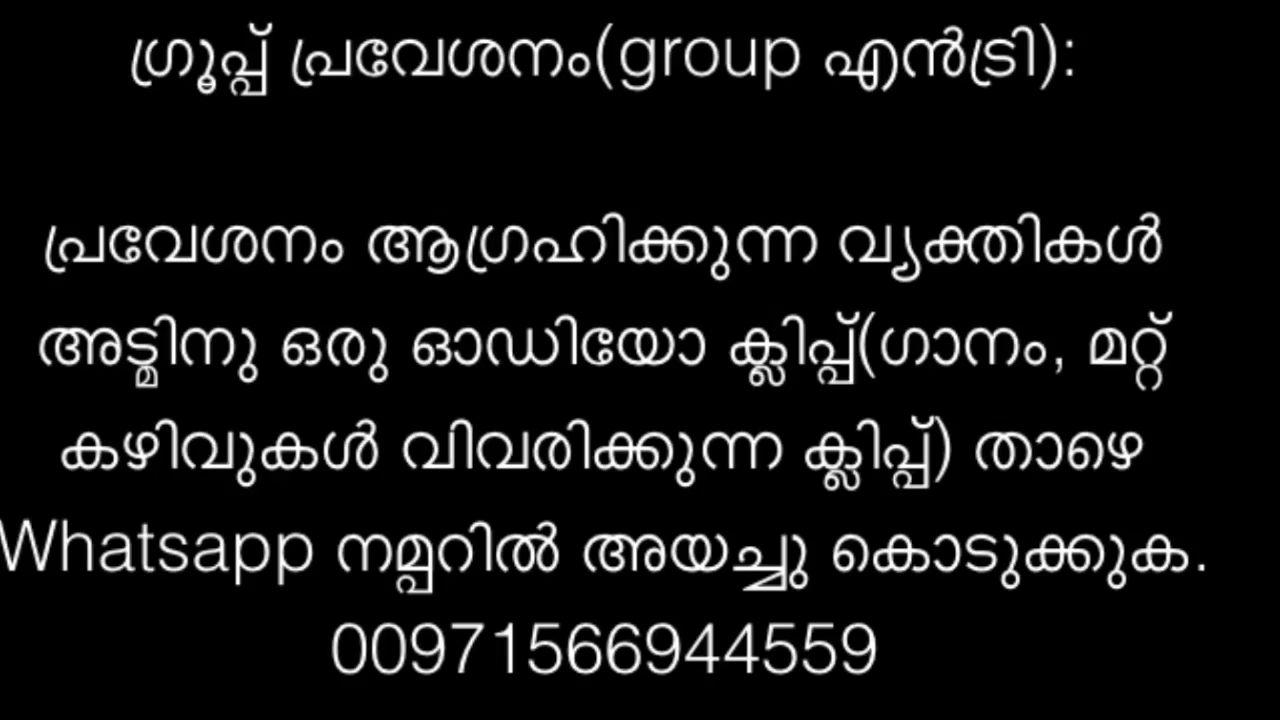 ഗ്രൂപ്പ് പ്രവേശനം(group എൻട്രി):
പ്രവേശനം ആഗ്രഹിക്കുന്ന വ്യക്തികൾ
അട്മിനു ഒരു ഓഡിയോ ക്ലിപ്പ്(ഗാനം, മറ്റ്
കഴിവുകൾ വിവരിക്കുന്ന ക്ലിപ്പ്) താഴെ
Whatsapp നമ്പറിൽ അയച്ചു കൊടുക്കുക.
00971566944559